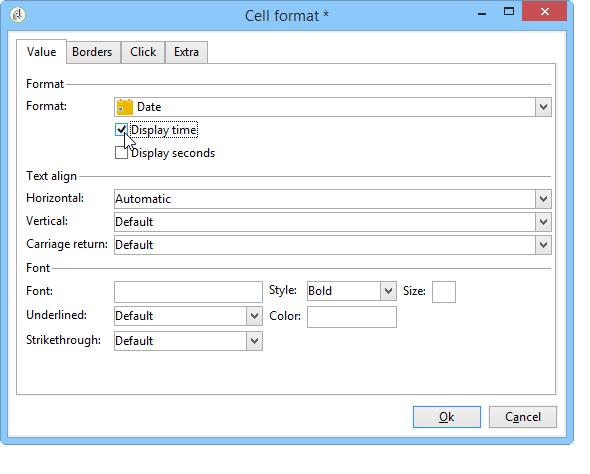 Cell format *
Value Borders Click Extra
Format
Format: Date
Display time
Display seconds
Text align
Horizontal: Automatic
Vertical: Default
Carriage return: Default
Font
Font: Style: Bold Size:
Underlined: Default Color:
Strikethrough: Default
Ok Cancel